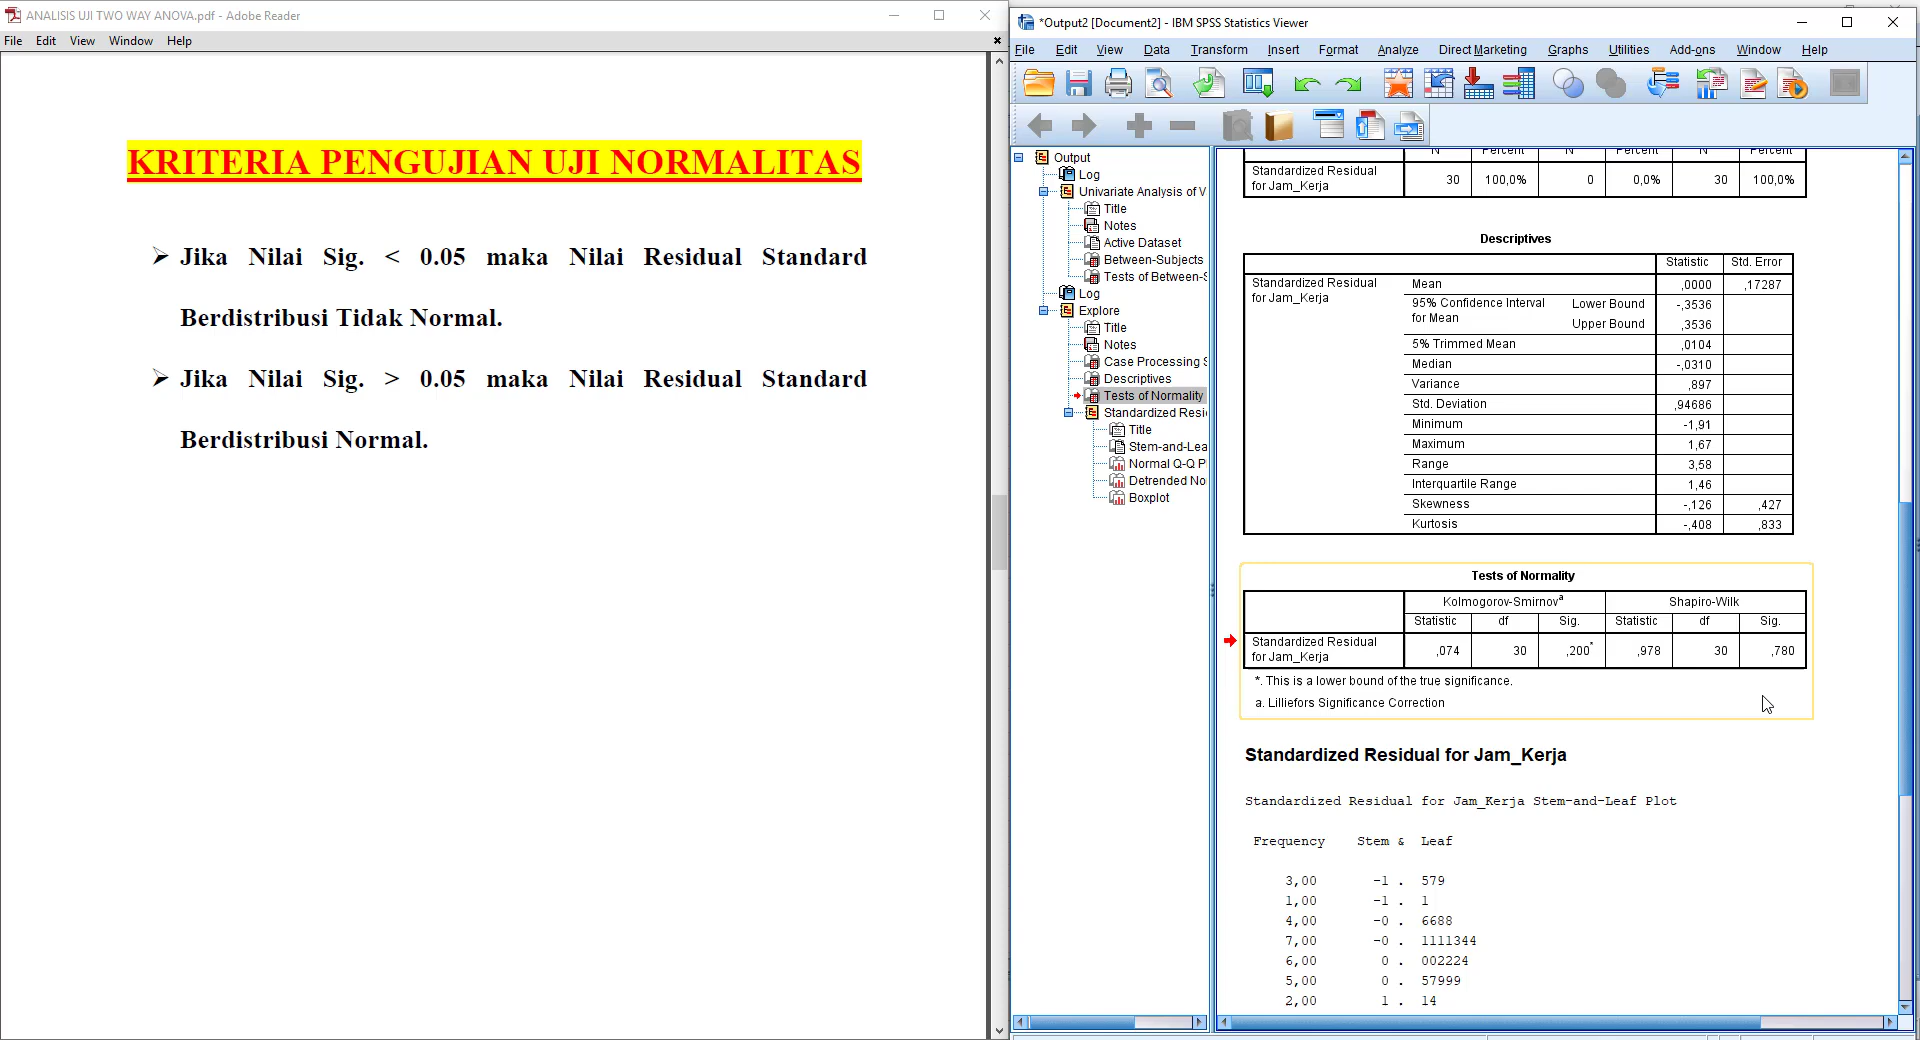 ANALISIS UJI TWO WAY ANOVA.pdf - Adobe Reader
File Edit View Window Help
KRITERIA PENGUJIAN UJI NORMALITAS
➢ Jika Nilai Sig. < 0.05 maka Nilai Residual Standard
Berdistribusi Tidak Normal.
➢ Jika Nilai Sig. > 0.05 maka Nilai Residual Standard
Berdistribusi Normal.
*Output2 [Document2] - IBM SPSS Statistics Viewer
File Edit View Data Transform Insert Format Analyze Direct Marketing Graphs Utilities Add-ons Window Help
Output
Log
Univariate Analysis of V
Title
Notes
Active Dataset
Between-Subjects
Tests of Between-S
Log
Explore
Title
Notes
Case Processing S
Descriptives
Tests of Normality
Standardized Resi
Title
Stem-and-Lea
Normal Q-Q P
Detrended No
Boxplot
N Percent N Percent N Percent
Standardized Residual
for Jam_Kerja 30 100,0% 0 0,0% 30 100,0%
Descriptives
Statistic Std. Error
Standardized Residual
for Jam_Kerja
Mean ,0000 ,17287
95% Confidence Interval
for Mean
Lower Bound -,3536
Upper Bound ,3536
5% Trimmed Mean ,0104
Median -,0310
Variance ,897
Std. Deviation ,94686
Minimum -1,91
Maximum 1,67
Range 3,58
Interquartile Range 1,46
Skewness -,126 ,427
Kurtosis -,408 ,833
Tests of Normality
Kolmogorov-Smirnov^a Shapiro-Wilk
Statistic df Sig. Statistic df Sig.
Standardized Residual
for Jam_Kerja ,074 30 ,200* ,978 30 ,780
*. This is a lower bound of the true significance.
a. Lilliefors Significance Correction
Standardized Residual for Jam_Kerja
Standardized Residual for Jam_Kerja Stem-and-Leaf Plot
Frequency Stem & Leaf
3,00 -1 . 579
1,00 -1 . 1
4,00 -0 . 6688
7,00 -0 . 1111344
6,00 0 . 002224
5,00 0 . 57999
2,00 1 . 14